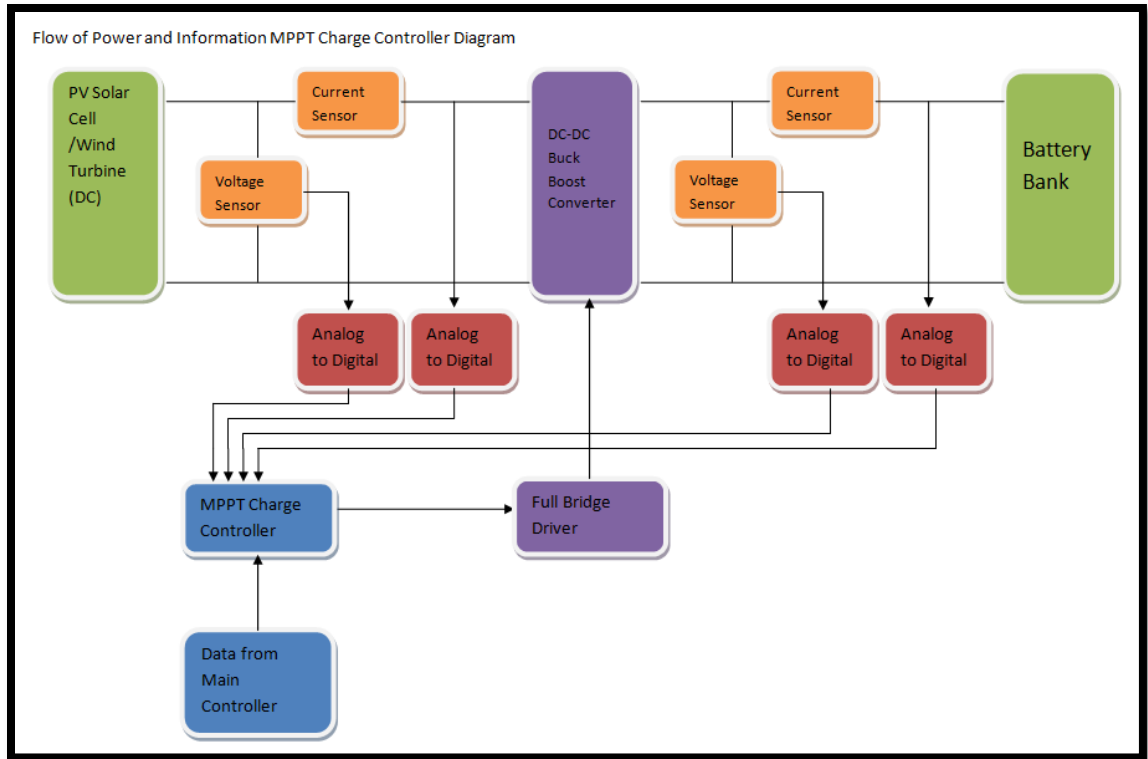 Flow of Power and Information MPPT Charge Controller Diagram
PV Solar
Cell
/Wind
Turbine
(DC)
Current
Sensor
Voltage
Sensor
DC-DC
Buck
Boost
Converter
Current
Sensor
Voltage
Sensor
Battery
Bank
Analog
to Digital
Analog
to Digital
Analog
to Digital
Analog
to Digital
MPPT Charge
Controller
Full Bridge
Driver
Data from
Main
Controller